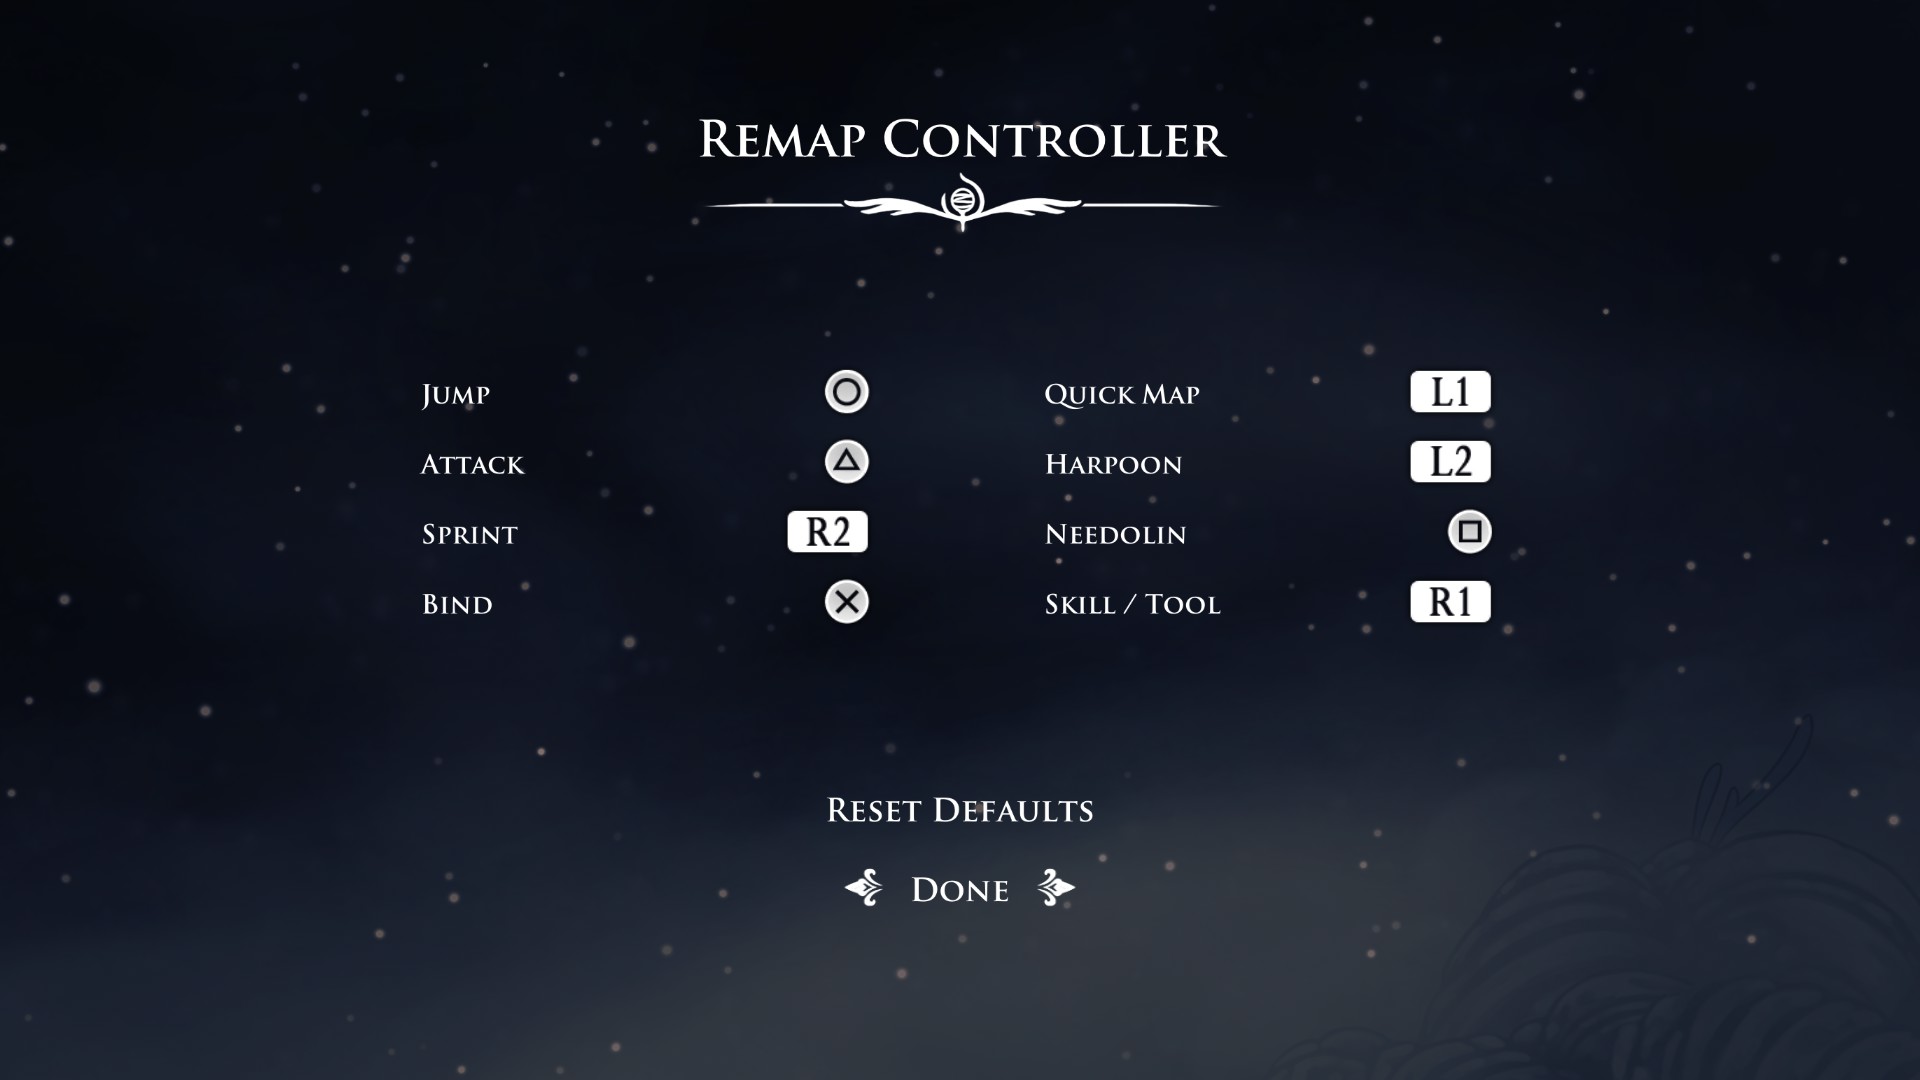 Remap Controller
Jump
Attack
Sprint R2
Bind
Quick Map L1
Harpoon L2
Needolin
Skill / Tool R1
Reset Defaults
Done